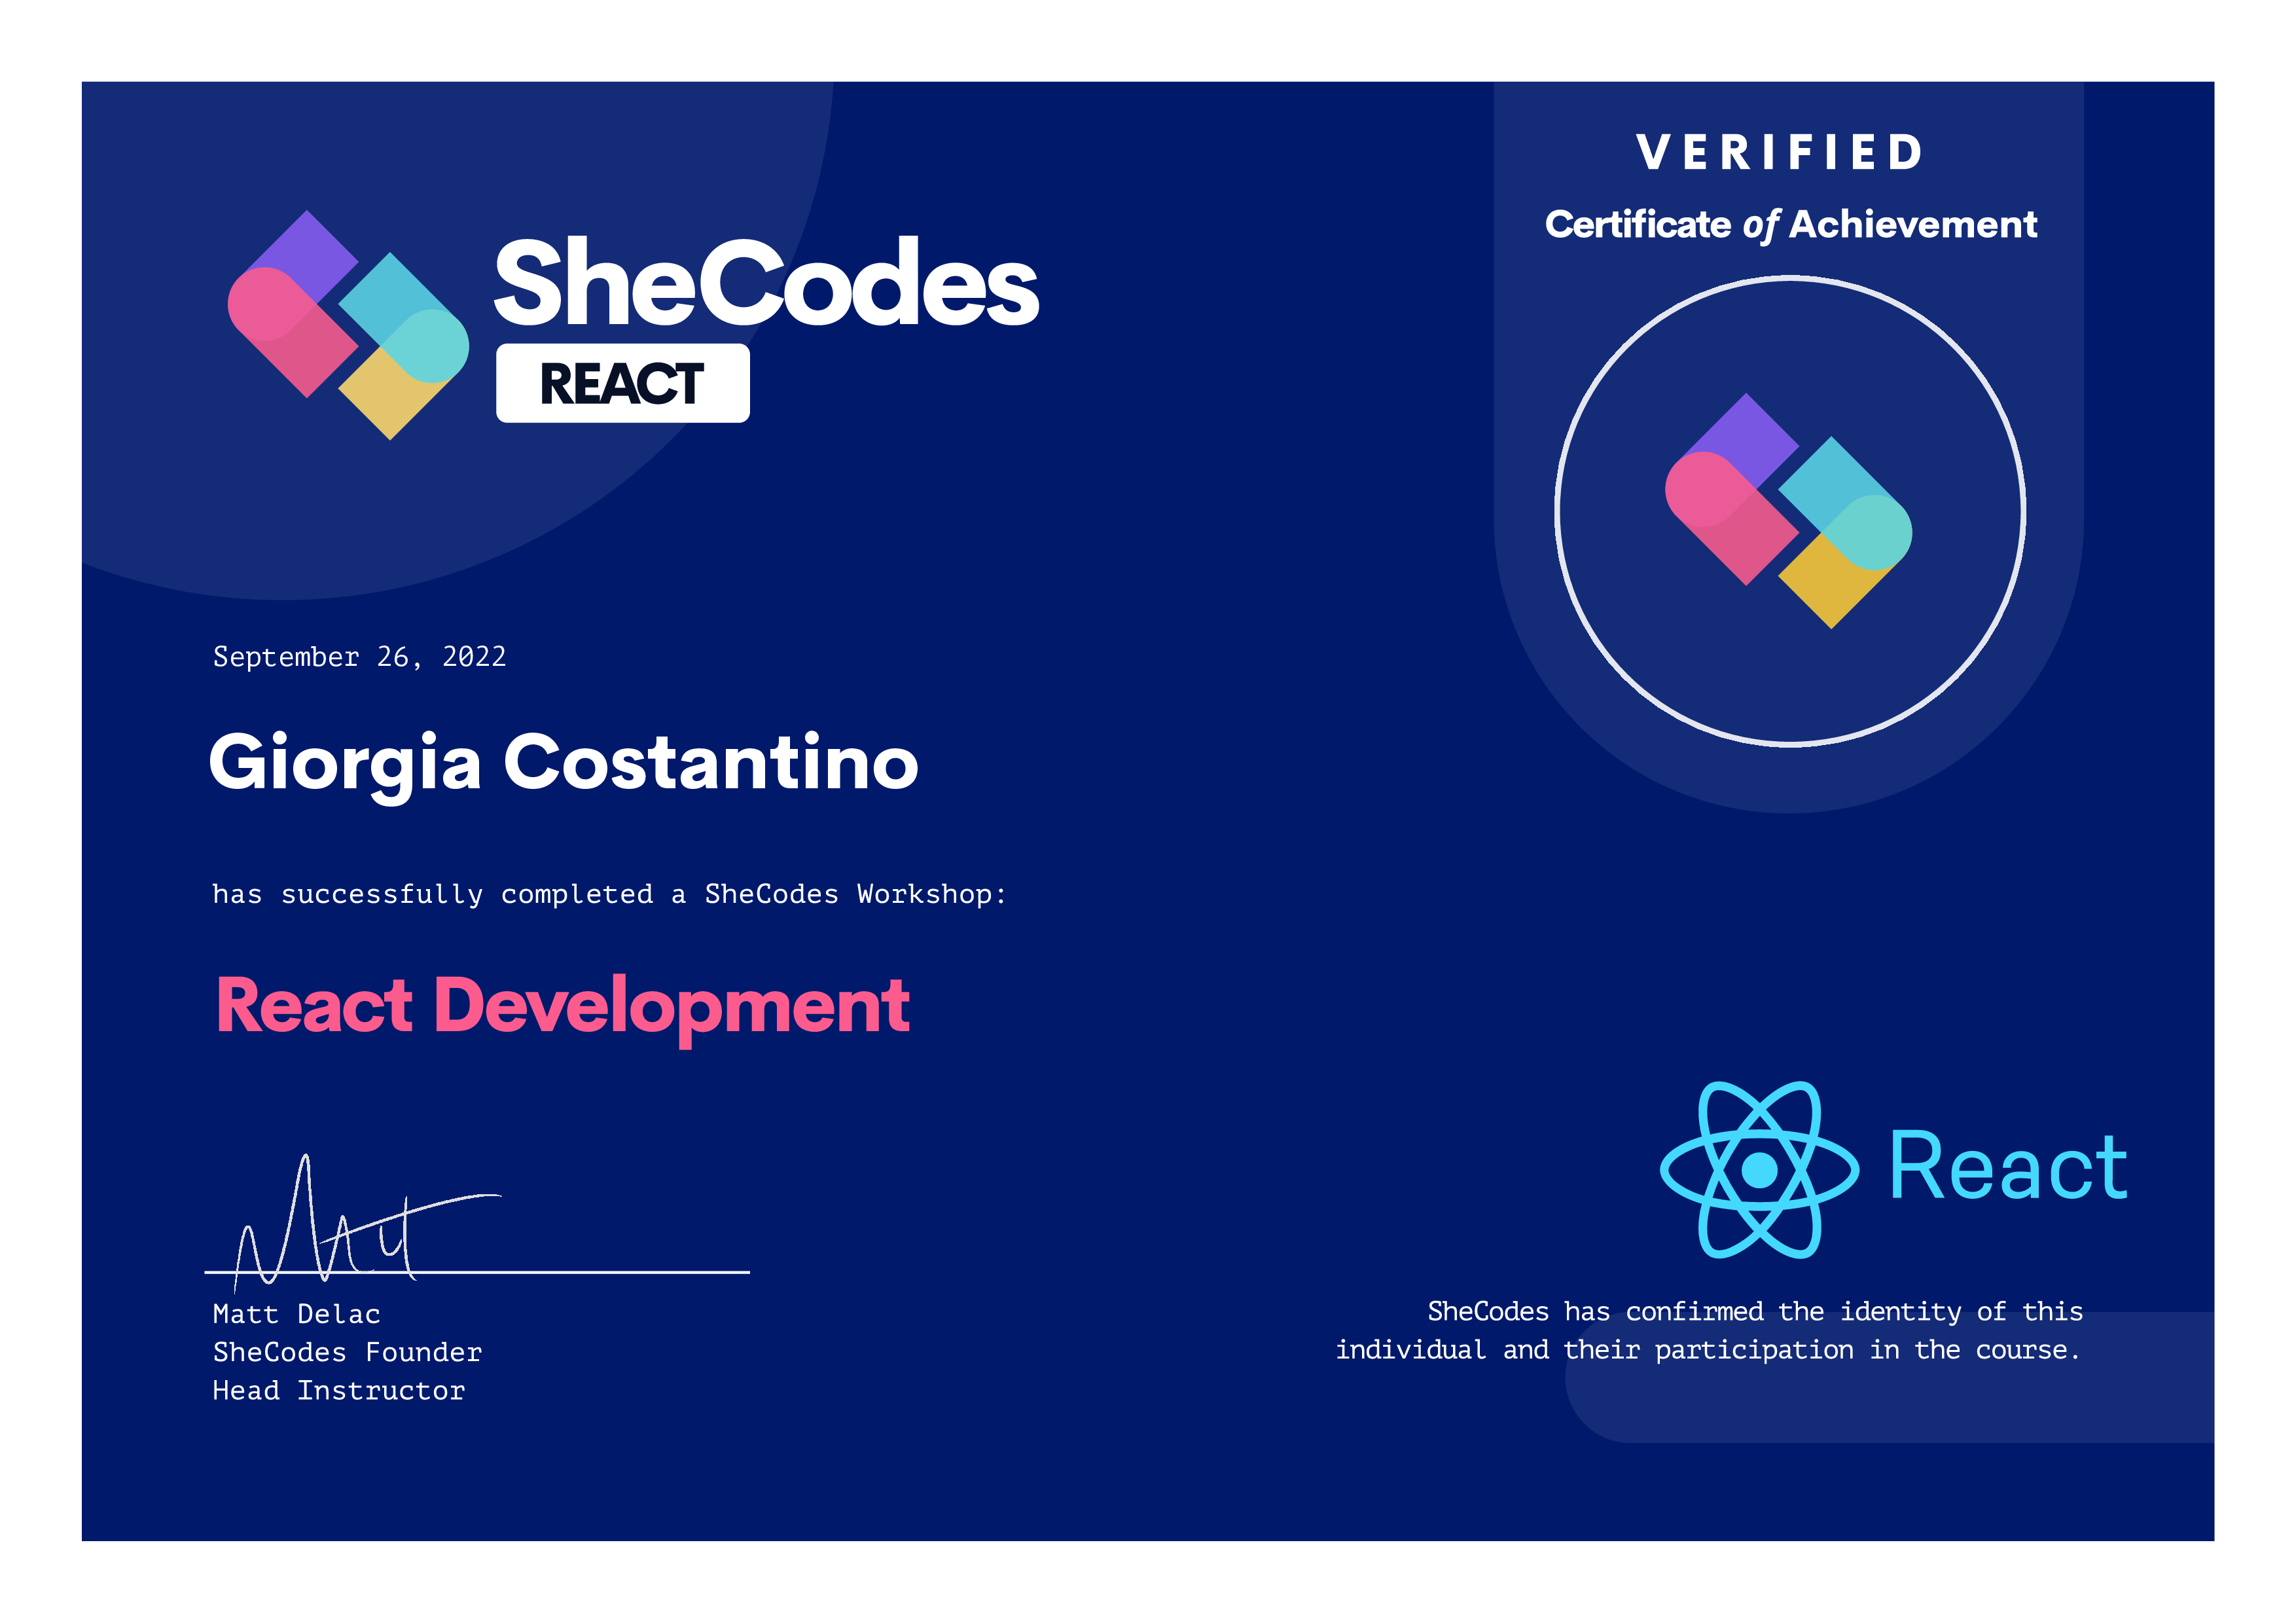 SheCodes
REACT
VERIFIED
Certificate of Achievement
September 26, 2022
Giorgia Costantino
has successfully completed a SheCodes Workshop:
React Development
Matt
Matt Delac
SheCodes Founder
Head Instructor
React
SheCodes has confirmed the identity of this
individual and their participation in the course.